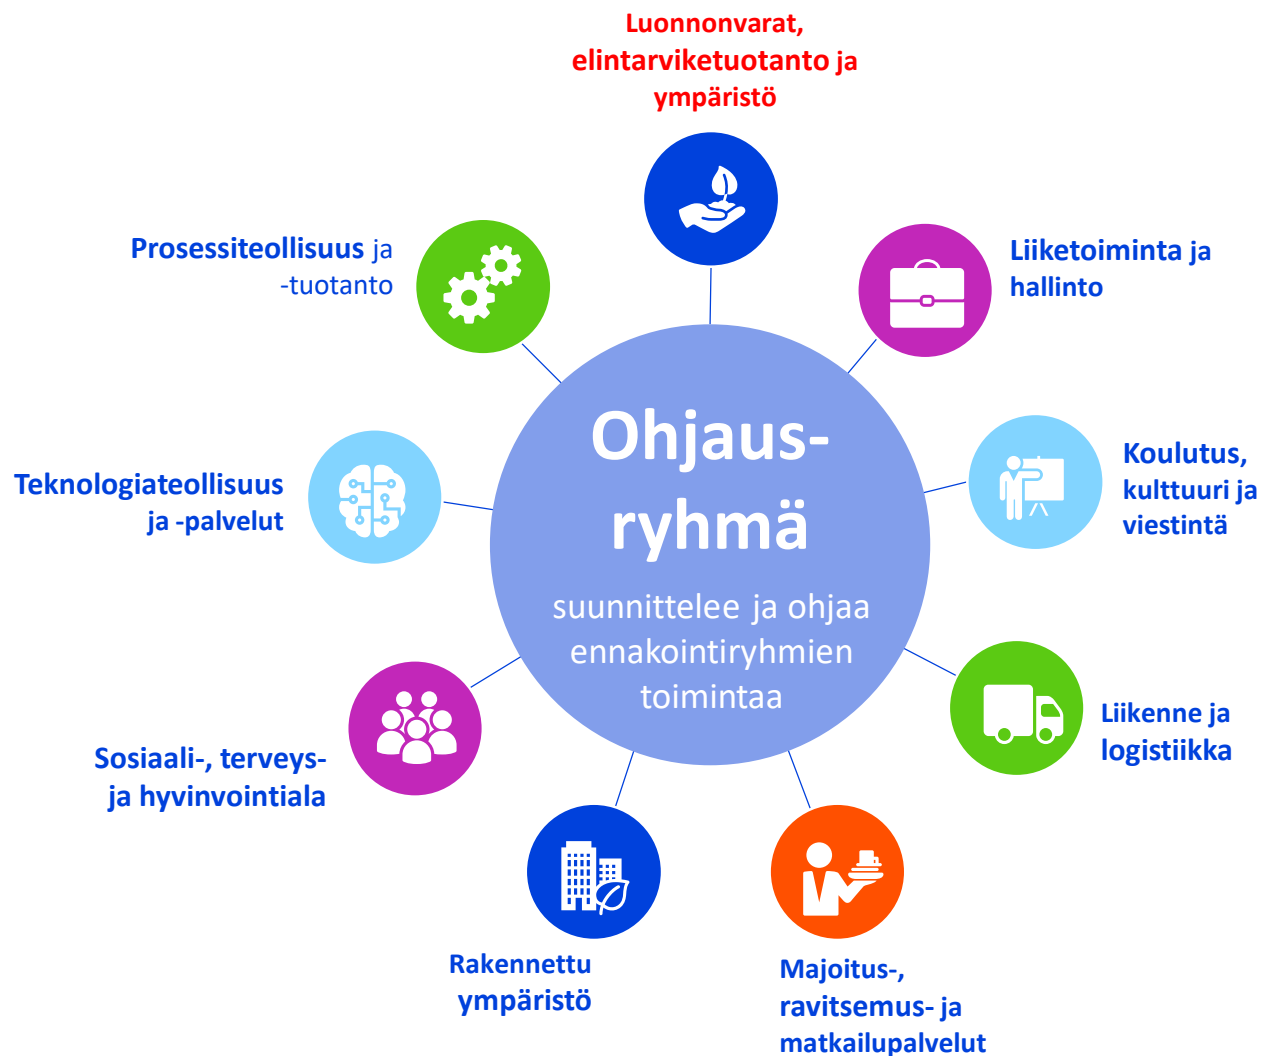 Luonnonvarat,
elintarviketuotanto ja
ympäristö
Prosessiteollisuus ja
-tuotanto
Liiketoiminta ja
hallinto
Teknologiateollisuus
ja -palvelut
Ohjaus-
ryhmä
suunnittelee ja ohjaa
ennakointiryhmien
toimintaa
Koulutus,
kulttuuri ja
viestintä
Sosiaali-, terveys-
ja hyvinvointiala
Liikenne ja
logistiikka
Rakennettu
ympäristö
Majoitus-,
ravitsemus- ja
matkailupalvelut